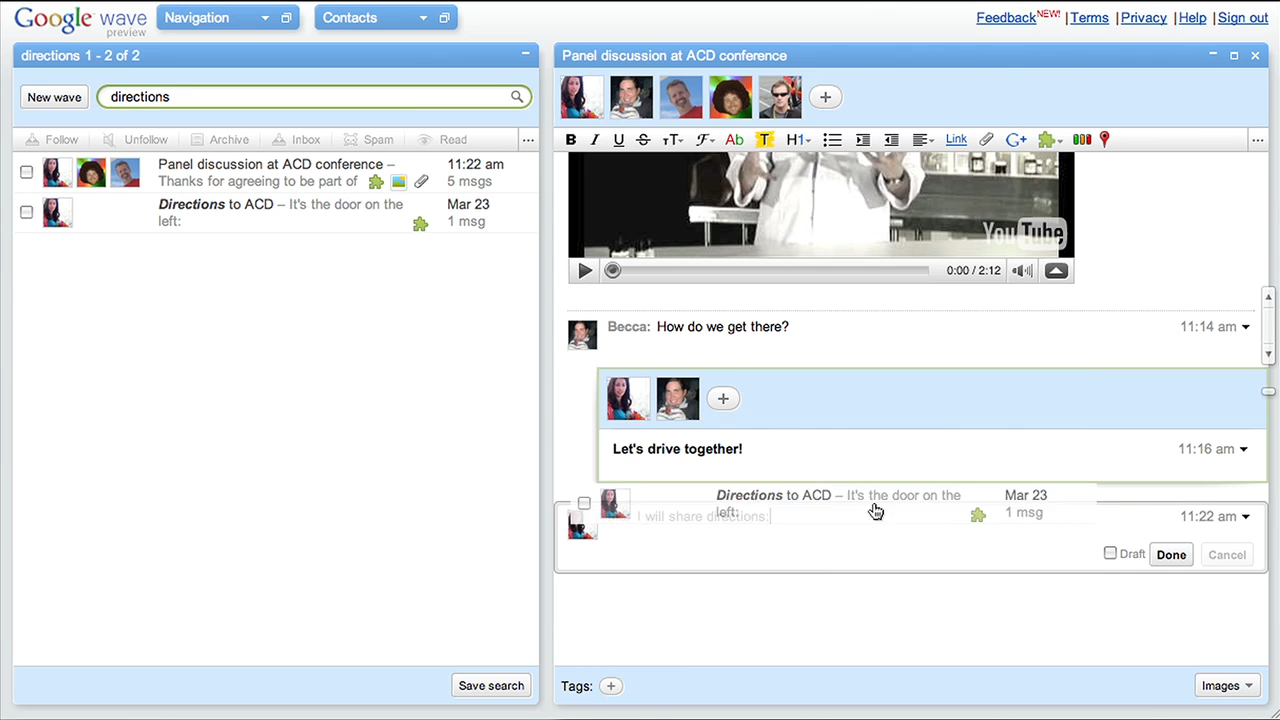 Google wave
preview
Navigation
Contacts
Feedback NEW! | Terms | Privacy | Help | Sign out
directions 1 - 2 of 2
New wave
directions
Follow Unfollow Archive Inbox Spam Read ...
Panel discussion at ACD conference – 11:22 am
Thanks for agreeing to be part of 5 msgs
Directions to ACD – It's the door on the Mar 23
left: 1 msg
Save search
Panel discussion at ACD conference
B I U S TT F Ab T H1 Link G+ ...
YouTube
0:00 / 2:12
Becca: How do we get there? 11:14 am
Let's drive together! 11:16 am
Directions to ACD – It's the door on the Mar 23
left: 1 msg
I will share directions: 11:22 am
Draft Done Cancel
Tags: +
Images